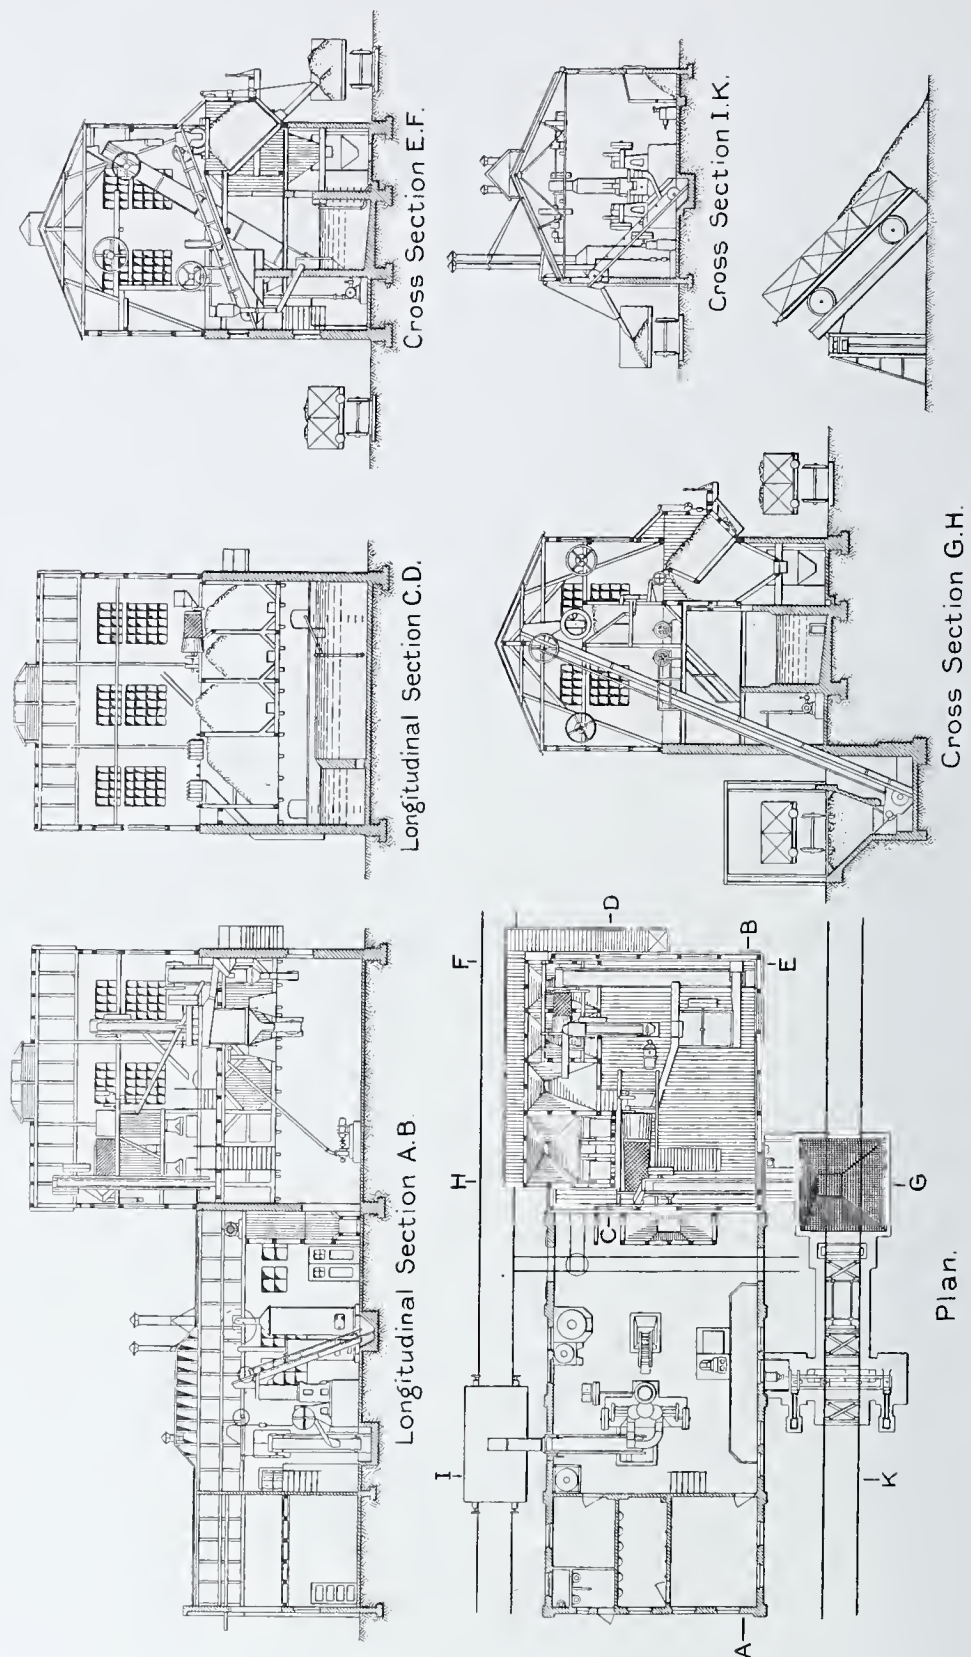 Longitudinal Section A.B.
Longitudinal Section C.D.
Cross Section E.F.
Cross Section G.H.
Cross Section I.K.
Plan.
A
B
C
D
E
F
G
H
I
K